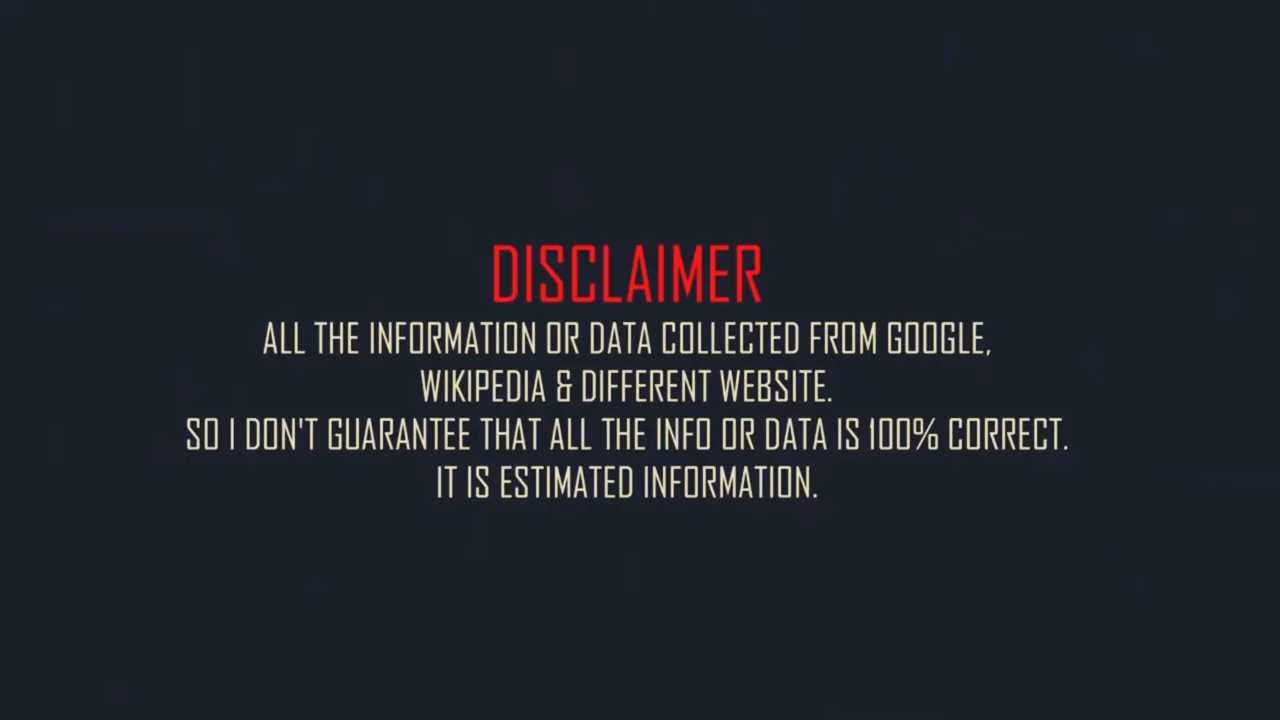 DISCLAIMER
ALL THE INFORMATION OR DATA COLLECTED FROM GOOGLE,
WIKIPEDIA & DIFFERENT WEBSITE.
SO I DON'T GUARANTEE THAT ALL THE INFO OR DATA IS 100% CORRECT.
IT IS ESTIMATED INFORMATION.